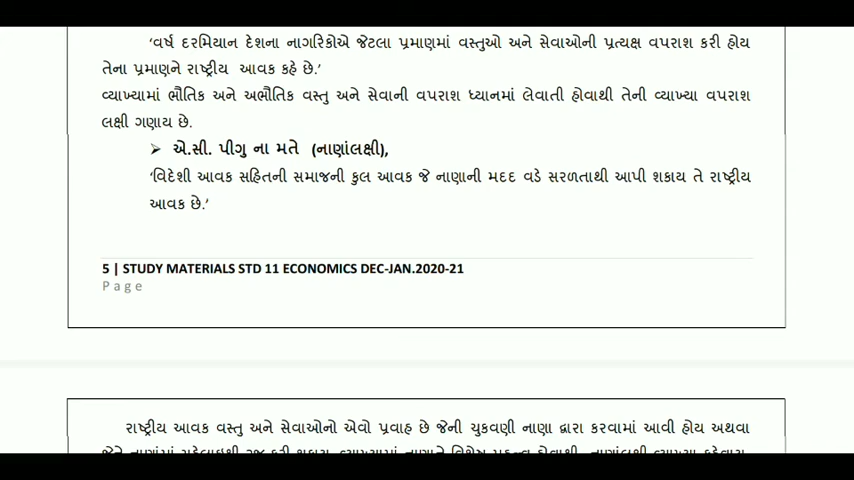 ‘વર્ષ દરમિયાન દેશના નાગરિકોએ જેટલા પ્રમાણમાં વસ્તુઓ અને સેવાઓની પ્રત્યક્ષ વપરાશ કરી હોય
તેના પ્રમાણને રાષ્ટ્રીય આવક કહે છે.’
વ્યાખ્યામાં ભૌતિક અને અભૌતિક વસ્તુ અને સેવાની વપરાશ ધ્યાનમાં લેવાતી હોવાથી તેની વ્યાખ્યા વપરાશ
લક્ષી ગણાય છે.
➢ એ.સી. પીગુ ના મતે (નાણાંલક્ષી),
‘વિદેશી આવક સહિતની સમાજની કુલ આવક જે નાણાની મદદ વડે સરળતાથી આપી શકાય તે રાષ્ટ્રીય
આવક છે.’
5 | STUDY MATERIALS STD 11 ECONOMICS DEC-JAN.2020-21
Page
રાષ્ટ્રીય આવક વસ્તુ અને સેવાઓનો એવો પ્રવાહ છે જેની ચુકવણી નાણા દ્વારા કરવામાં આવી હોય અથવા